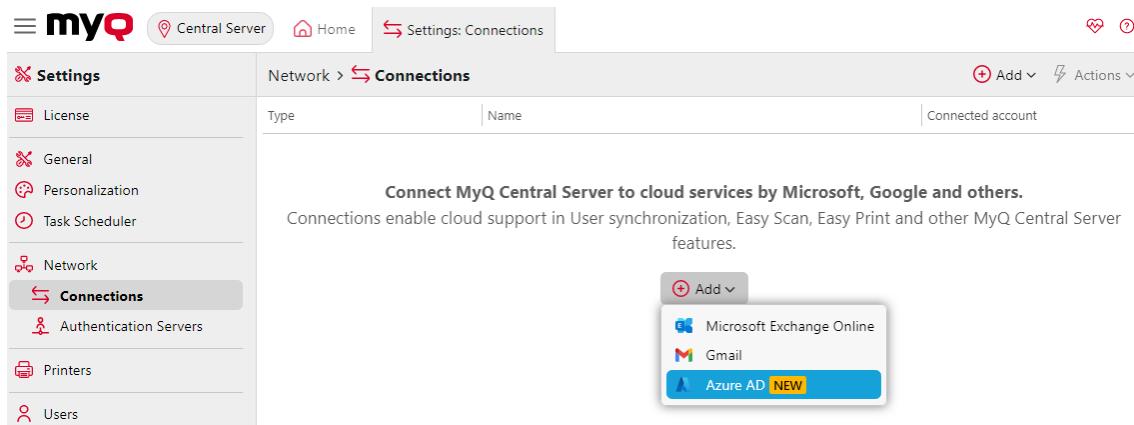 myQ
Central Server
Home
Settings: Connections
Settings
Network > Connections
Add
Actions
License
Type
Name
Connected account
General
Personalization
Task Scheduler
Connect MyQ Central Server to cloud services by Microsoft, Google and others.
Connections enable cloud support in User synchronization, Easy Scan, Easy Print and other MyQ Central Server
features.
Network
Connections
Authentication Servers
Printers
Users
Add
Microsoft Exchange Online
Gmail
Azure AD NEW